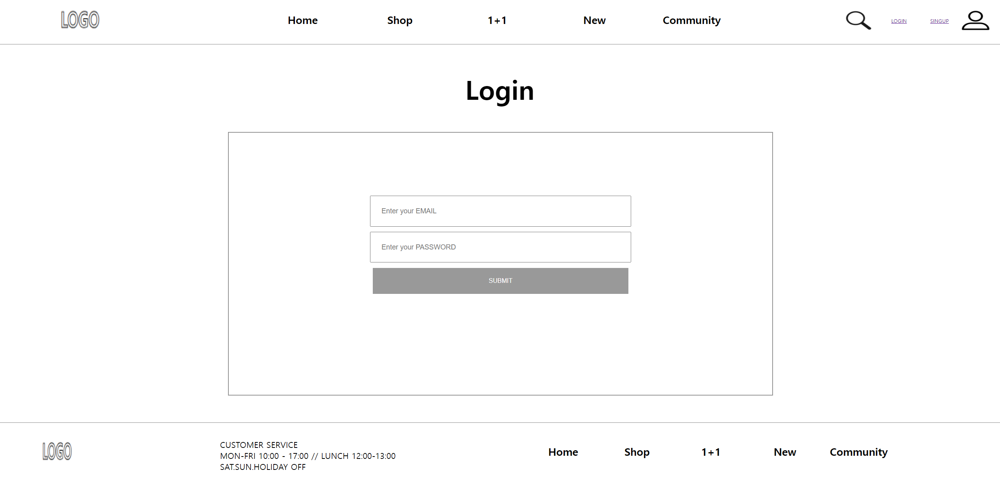 LOGO
Home
Shop
1+1
New
Community
LOGIN
SINGUP
Login
Enter your EMAIL
Enter your PASSWORD
SUBMIT
LOGO
CUSTOMER SERVICE
MON-FRI 10:00 - 17:00 // LUNCH 12:00-13:00
SAT.SUN.HOLIDAY OFF
Home
Shop
1+1
New
Community